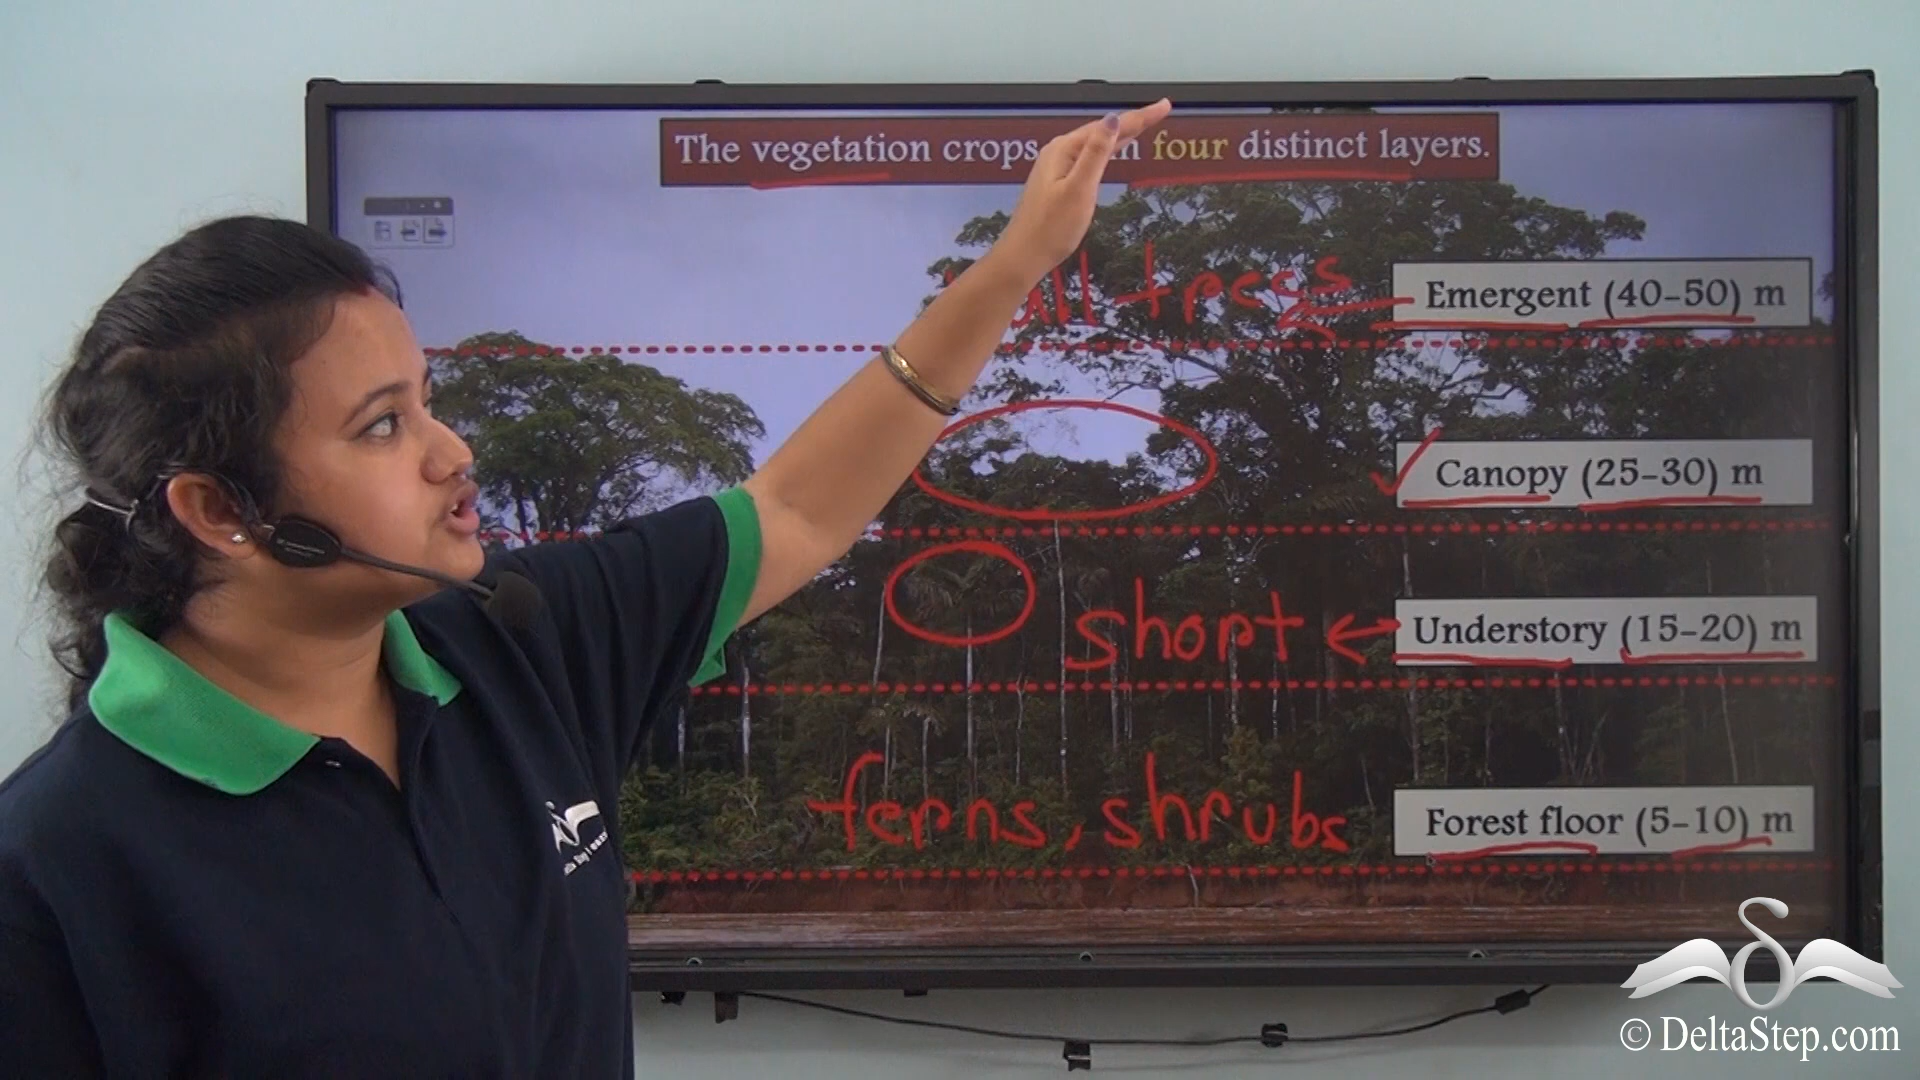 The vegetation crops four distinct layers.
tall trees
Emergent (40-50) m
Canopy (25-30) m
short
Understory (15-20) m
ferns, shrubs
Forest floor (5-10) m
© DeltaStep.com